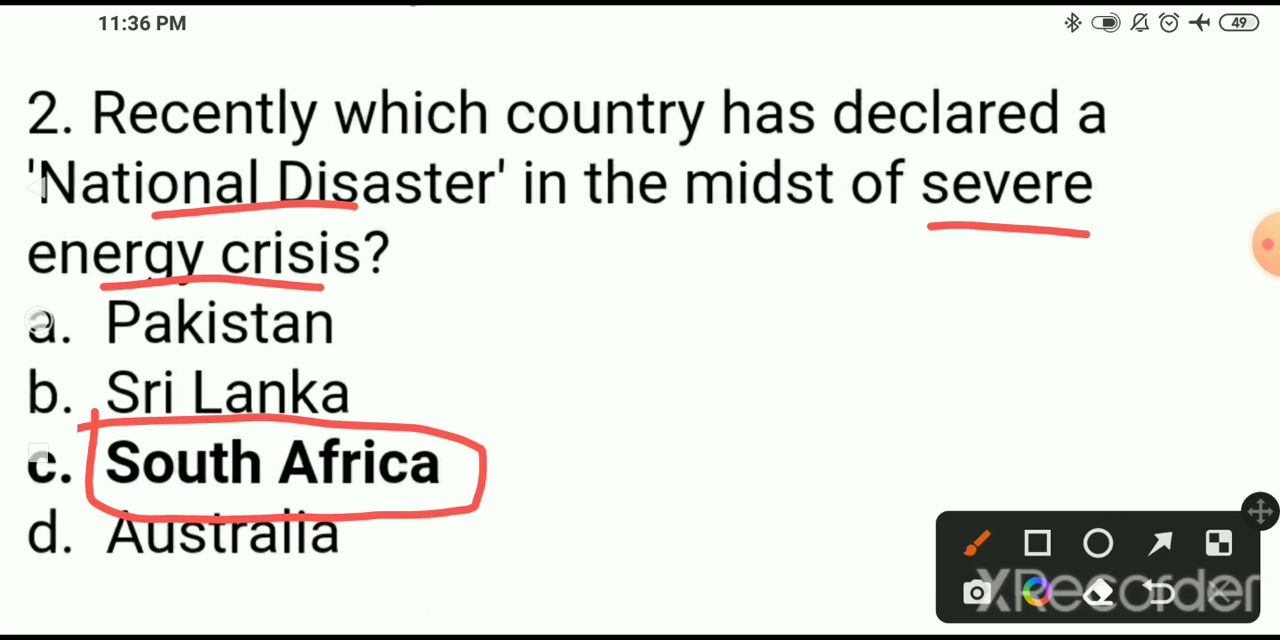 11:36 PM
49
2. Recently which country has declared a
'National Disaster' in the midst of severe
energy crisis?
a. Pakistan
b. Sri Lanka
c. South Africa
d. Australia
XRecorder